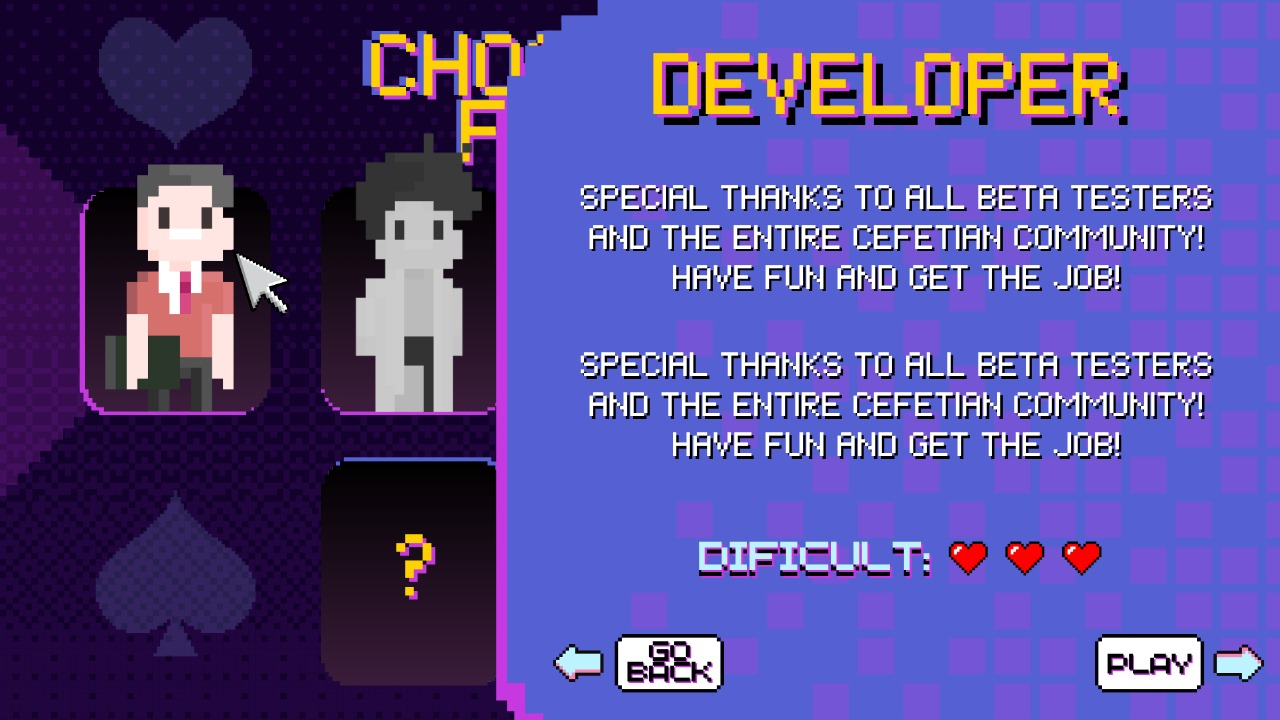 CHO
F
?
DEVELOPER
SPECIAL THANKS TO ALL BETA TESTERS
AND THE ENTIRE CEFETIAN COMMUNITY!
HAVE FUN AND GET THE JOB!
SPECIAL THANKS TO ALL BETA TESTERS
AND THE ENTIRE CEFETIAN COMMUNITY!
HAVE FUN AND GET THE JOB!
DIFICULT:
GO
BACK
PLAY